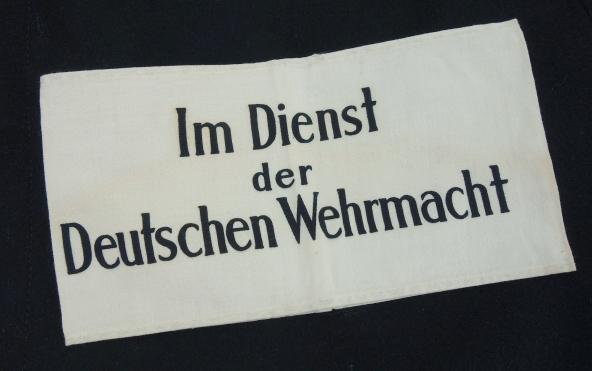 Im Dienst
der
Deutschen Wehrmacht